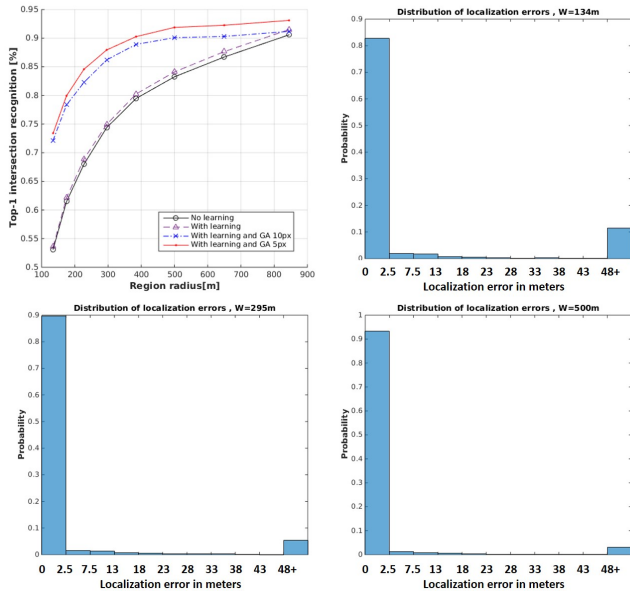 Top-1 intersection recognition [%]
0.95
0.9
0.85
0.8
0.75
0.7
0.65
0.6
0.55
0.5
No learning
With learning
With learning and GA 10px
With learning and GA 5px
100 200 300 400 500 600 700 800 900
Region radius[m]
Distribution of localization errors , W=134m
Probability
0.9
0.8
0.7
0.6
0.5
0.4
0.3
0.2
0.1
0
0 2.5 7.5 13 18 23 28 33 38 43 48+
Localization error in meters
Distribution of localization errors , W=295m
Probability
0.9
0.8
0.7
0.6
0.5
0.4
0.3
0.2
0.1
0
0 2.5 7.5 13 18 23 28 33 38 43 48+
Localization error in meters
Distribution of localization errors , W=500m
Probability
1
0.9
0.8
0.7
0.6
0.5
0.4
0.3
0.2
0.1
0
0 2.5 7.5 13 18 23 28 33 38 43 48+
Localization error in meters